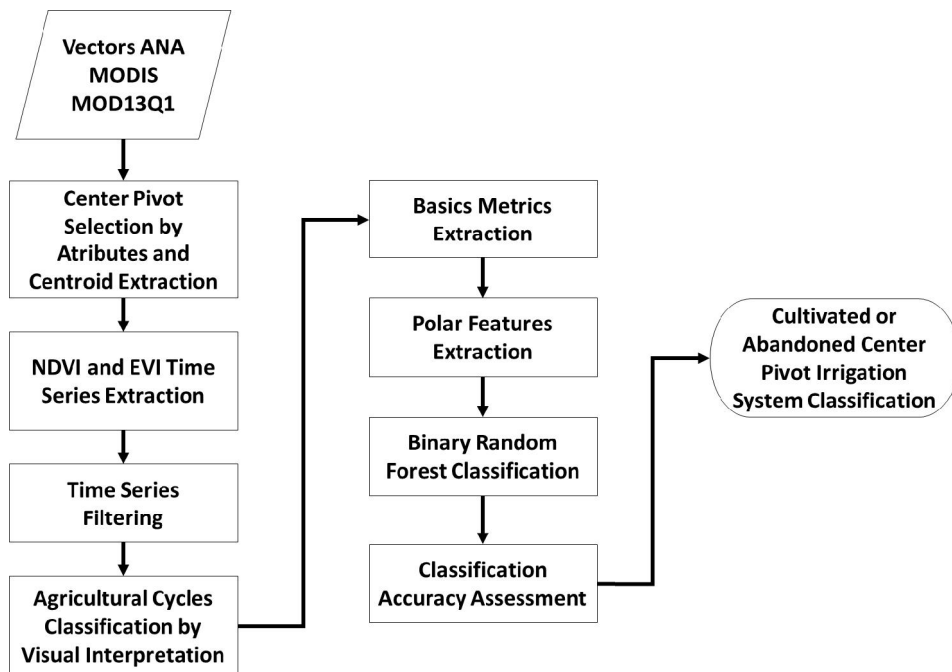 Vectors ANA
MODIS
MOD13Q1
Center Pivot
Selection by
Atributes and
Centroid Extraction
NDVI and EVI Time
Series Extraction
Time Series
Filtering
Agricultural Cycles
Classification by
Visual Interpretation
Basics Metrics
Extraction
Polar Features
Extraction
Binary Random
Forest Classification
Classification
Accuracy Assessment
Cultivated or
Abandoned Center
Pivot Irrigation
System Classification